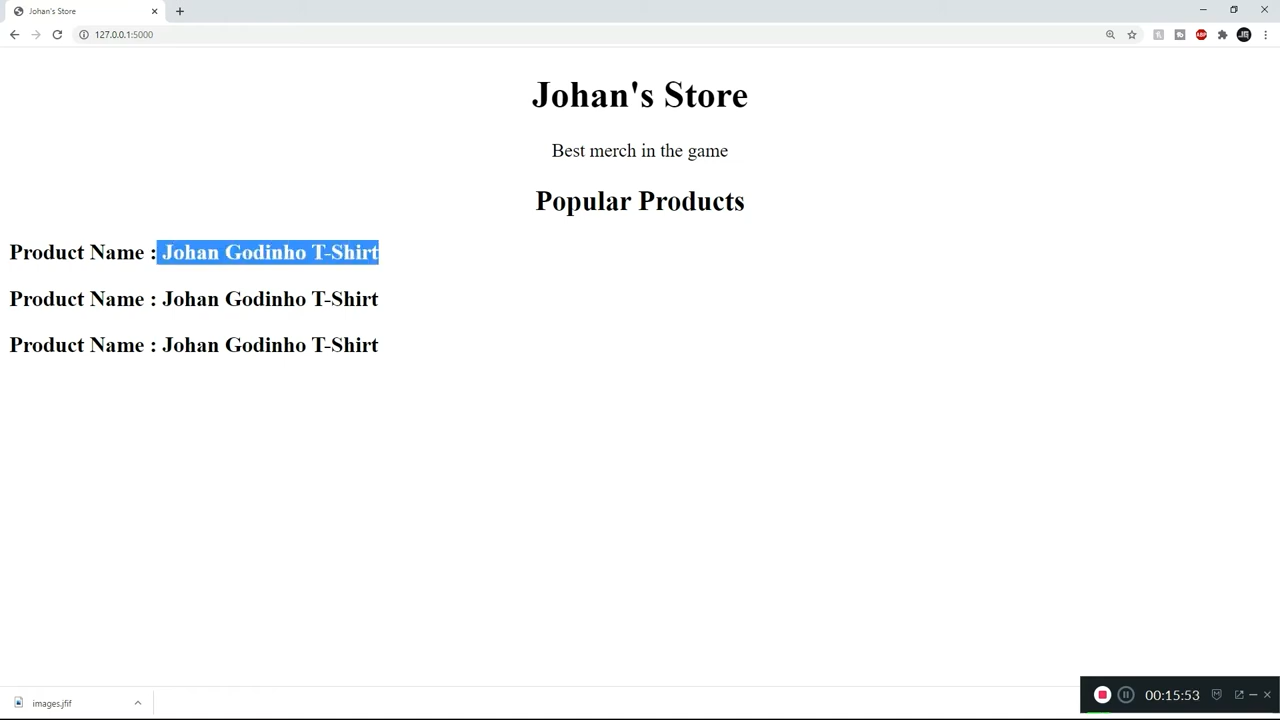 Johan's Store
127.0.0.1:5000
ABP
Johan's Store
Best merch in the game
Popular Products
Product Name : Johan Godinho T-Shirt
Product Name : Johan Godinho T-Shirt
Product Name : Johan Godinho T-Shirt
images.jfif
00:15:53